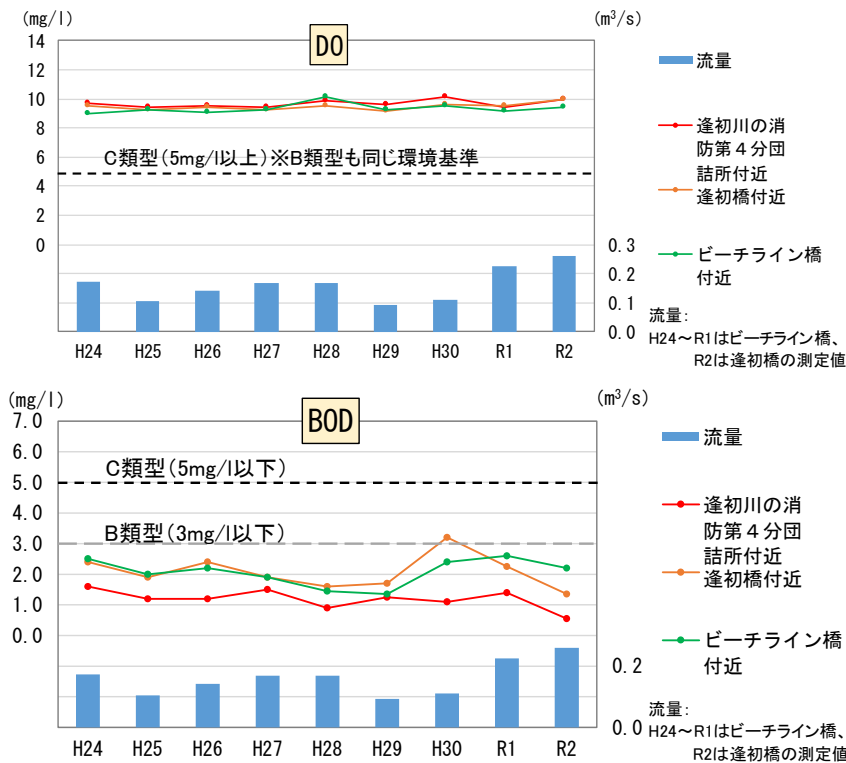 (mg/l)
DO
(m³/s)
14
12
10
8
6
4
2
0
C類型(5mg/l以上)※B類型も同じ環境基準
0.3
0.2
0.1
0.0
H24 H25 H26 H27 H28 H29 H30 R1 R2
流量
逢初川の消
防第4分団
詰所付近
逢初橋付近
ビーチライン橋
付近
流量:
H24～R1はビーチライン橋、
R2は逢初橋の測定値
(mg/l)
BOD
(m³/s)
7.0
6.0
5.0
4.0
3.0
2.0
1.0
0.0
C類型(5mg/l以下)
B類型(3mg/l以下)
0.2
0.0
H24 H25 H26 H27 H28 H29 H30 R1 R2
流量
逢初川の消
防第4分団
詰所付近
逢初橋付近
ビーチライン橋
付近
流量:
H24～R1はビーチライン橋、
R2は逢初橋の測定値